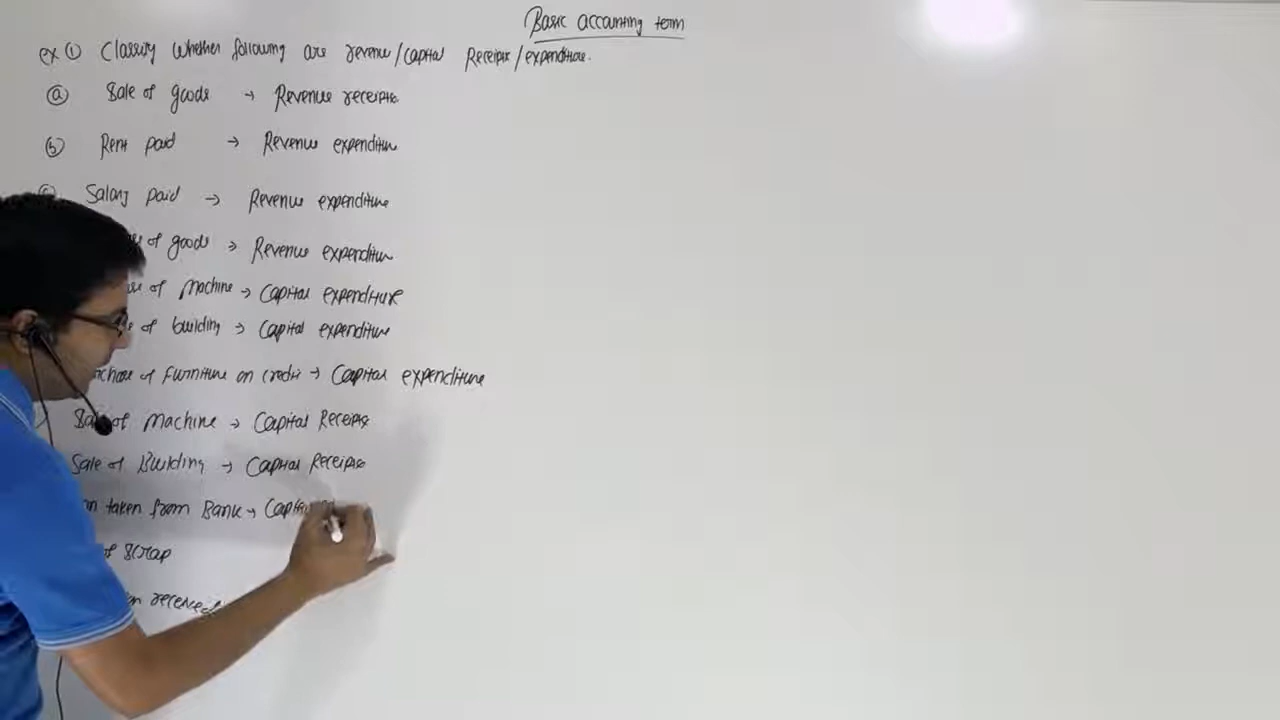 Basic accounting term
ex ① Classify whether following are revenue/Capital Receipts/expenditure.
ⓐ Sale of goods → Revenue receipts
ⓑ Rent paid → Revenue expenditure
Salary paid → Revenue expenditure
of goods → Revenue expenditure
of Machine → Capital expenditure
of building → Capital expenditure
of furniture on credit → Capital expenditure
of Machine → Capital Receipts
Sale of Building → Capital Receipts
taken from Bank →
of Scrap
received